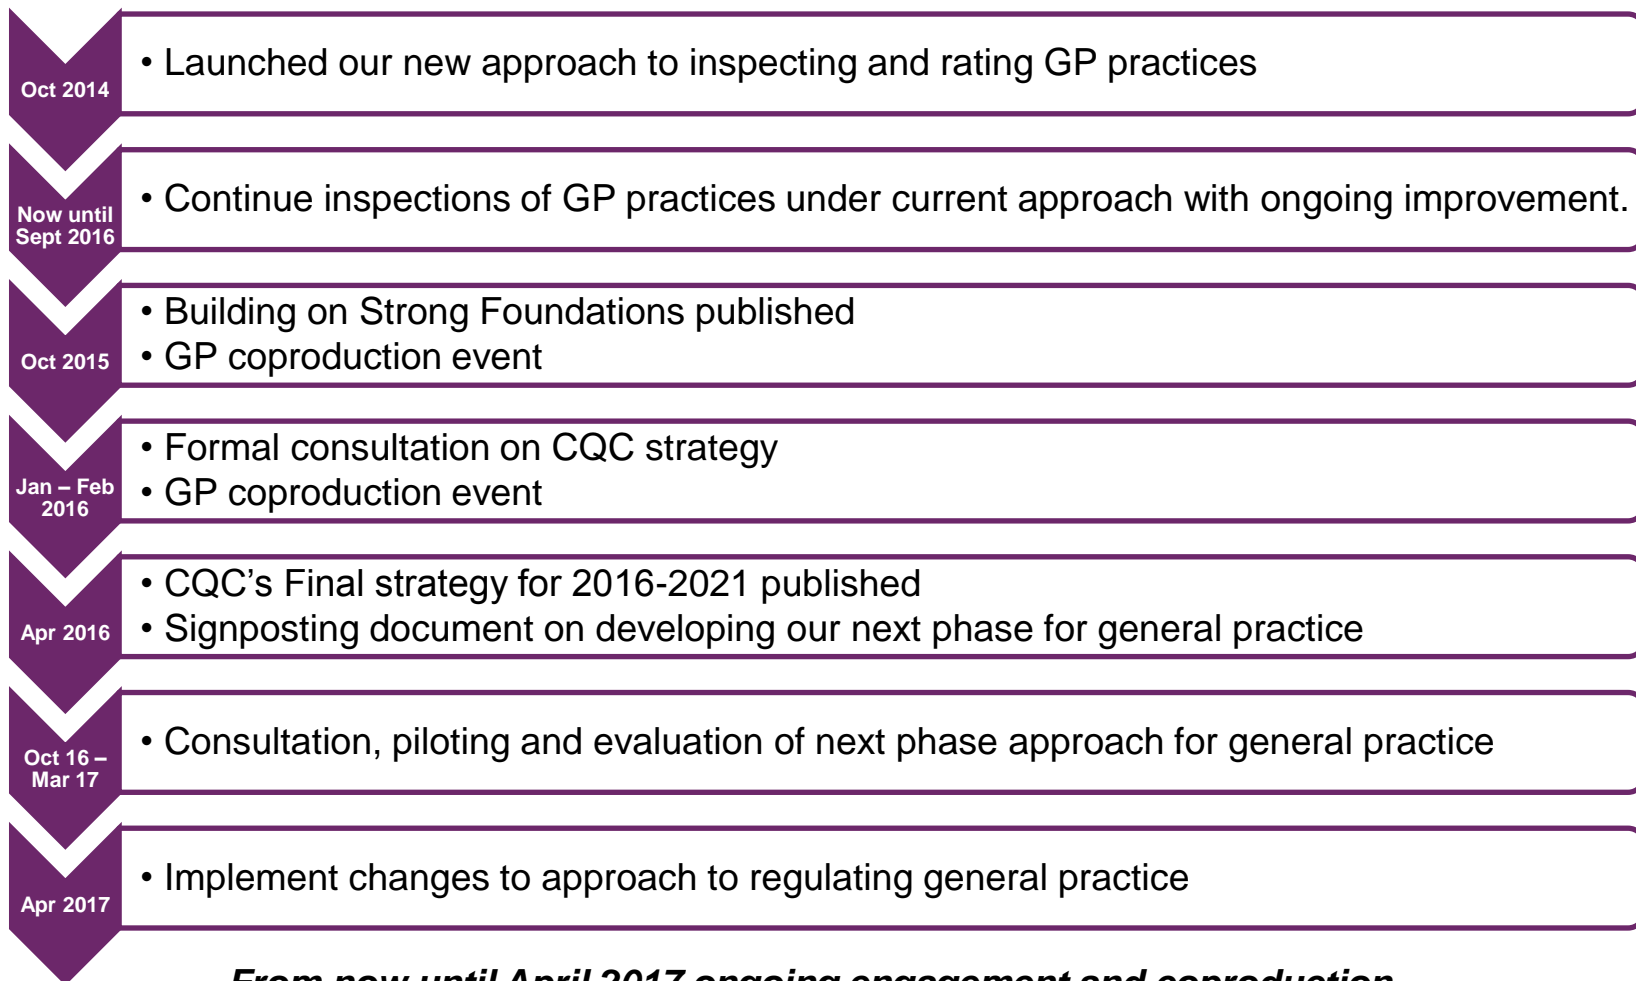 Oct 2014
• Launched our new approach to inspecting and rating GP practices
Now until
Sept 2016
• Continue inspections of GP practices under current approach with ongoing improvement.
Oct 2015
• Building on Strong Foundations published
• GP coproduction event
Jan – Feb
2016
• Formal consultation on CQC strategy
• GP coproduction event
Apr 2016
• CQC’s Final strategy for 2016-2021 published
• Signposting document on developing our next phase for general practice
Oct 16 –
Mar 17
• Consultation, piloting and evaluation of next phase approach for general practice
Apr 2017
• Implement changes to approach to regulating general practice
From now until April 2017 ongoing engagement and coproduction